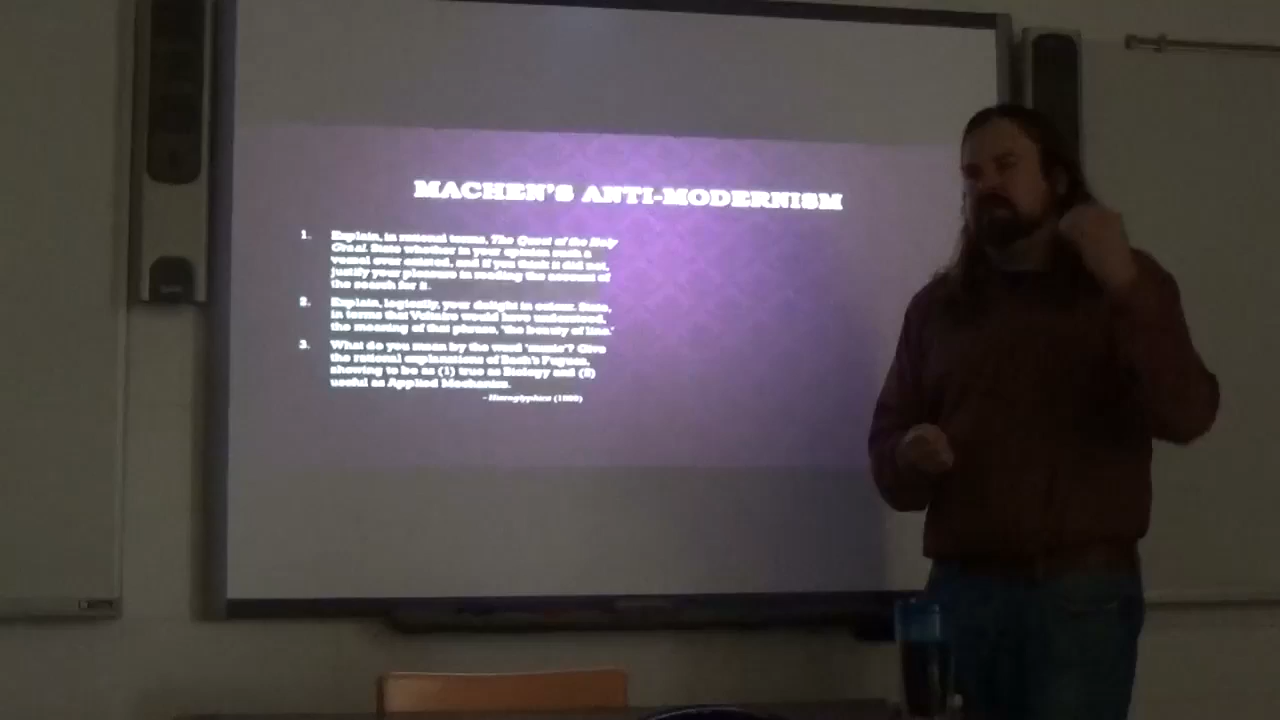 MACHEN'S ANTI-MODERNISM
1. Explain, in rational terms, The Quest of the Holy
Graal. State whether in your opinion such a
vessel ever existed, and if you think it did not,
justify your pleasure in reading the account of
the search for it.
2. Explain, logically, your delight in colour. State,
in terms that Voltaire would have understood,
the meaning of that phrase, 'the beauty of line.'
3. What do you mean by the word 'music'? Give
the rational explanations of Bach's Fugues,
showing to be as (1) true as Biology and (2)
useful as Applied Mechanics.
- Hieroglyphics (1899)